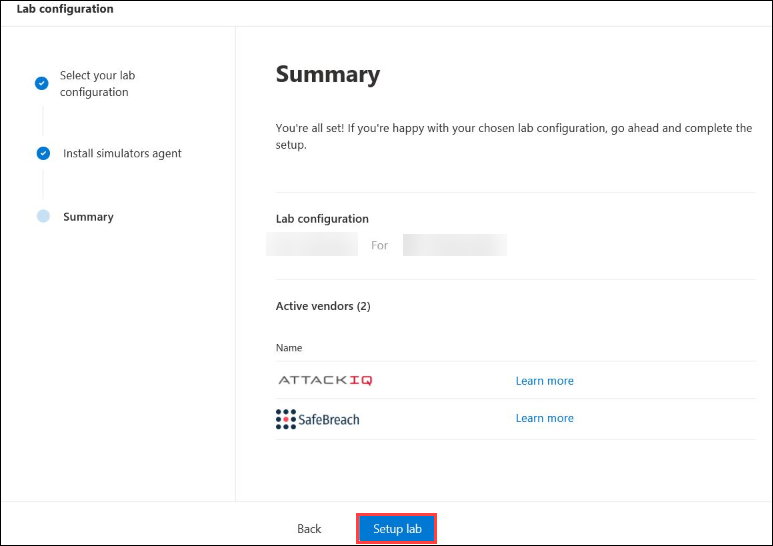 Lab configuration
Select your lab
configuration
Install simulators agent
Summary
Summary
You're all set! If you're happy with your chosen lab configuration, go ahead and complete the
setup.
Lab configuration
For
Active vendors (2)
Name
ATTACKIQ Learn more
SafeBreach Learn more
Back Setup lab